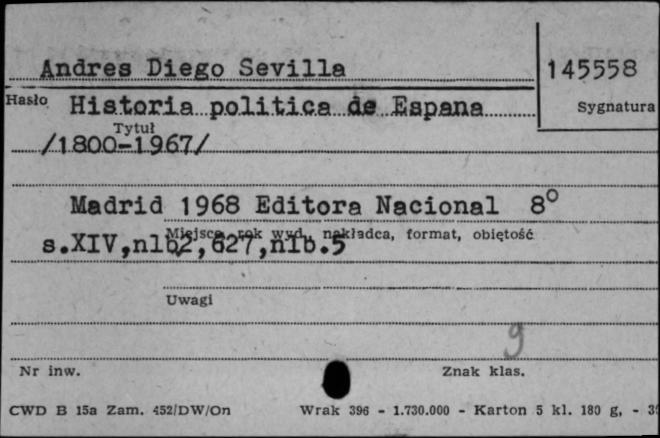 Andres Diego Sevilla
145558
Hasło
Historia politica de Espana
Sygnatura
Tytuł
/1800-1967/
Madrid 1968 Editora Nacional 8°
Miejsce, rok wyd., nakładca, format, objętość
s.XIV,nlb2,627,nlb.5
Uwagi
9
Nr inw.
Znak klas.
CWD B 15a Zam. 452/DW/On
Wrak 396 - 1.730.000 - Karton 5 kl. 180 g, -